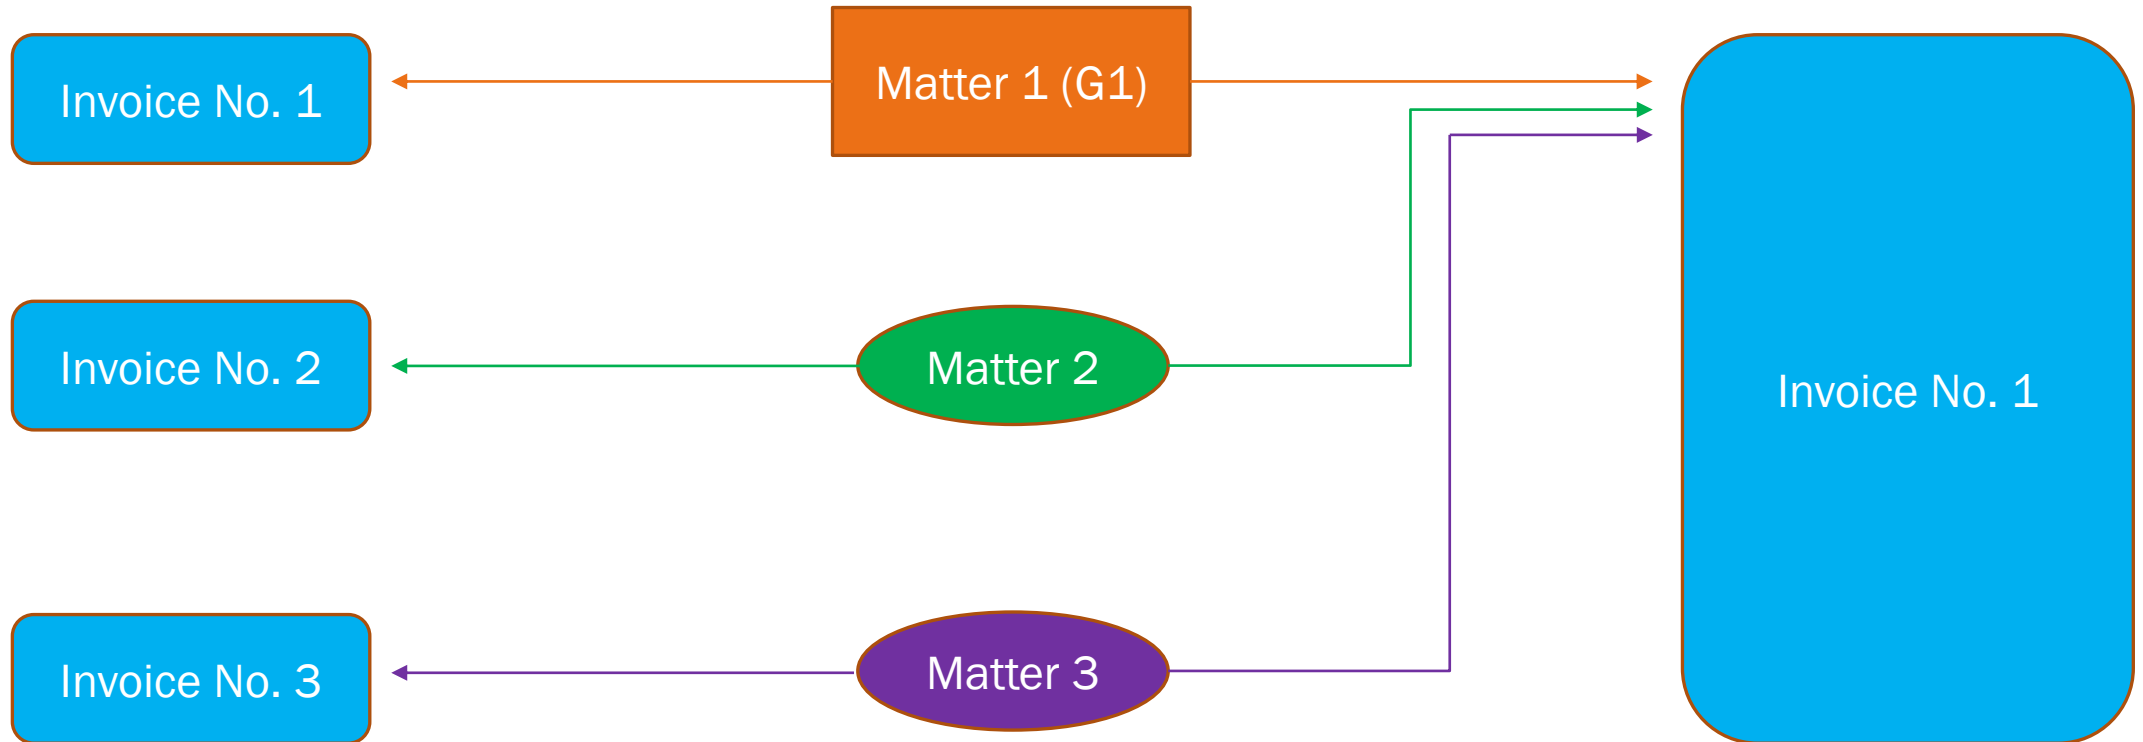 Invoice No. 1
Matter 1 (G1)
Invoice No. 2
Matter 2
Invoice No. 1
Invoice No. 3
Matter 3